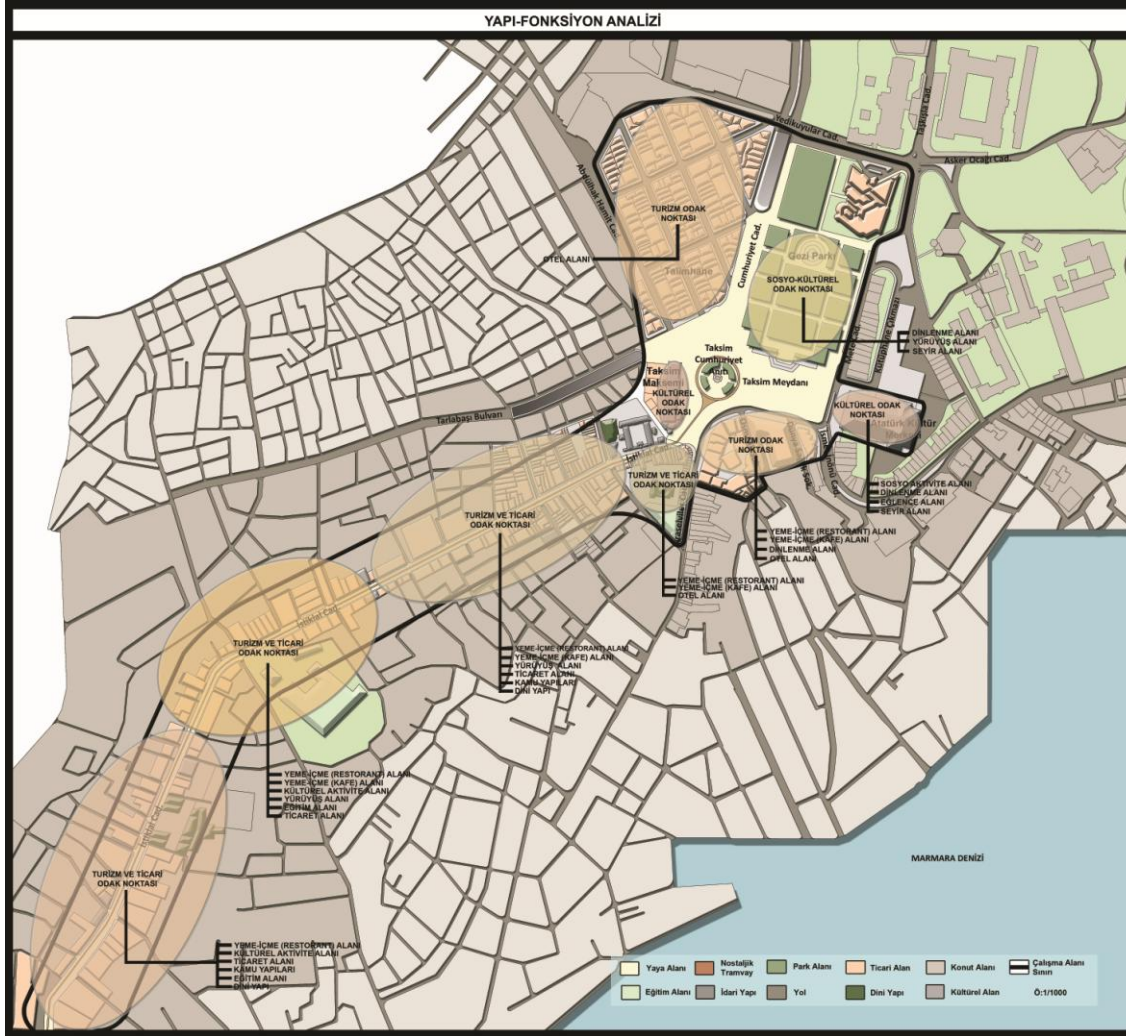 YAPI-FONKSİYON ANALİZİ
Yedikuyular Cad.
Taşkışla Cad.
Asker Ocağı Cad.
Abdülhak Hamit Ca
TURİZM ODAK
NOKTASI
OTEL ALANI
Talimhane
Cumhuriyet Cad.
Gezi Parkı
SOSYO-KÜLTÜREL
ODAK NOKTASI
DİNLENME ALANI
YÜRÜYÜŞ ALANI
SEYİR ALANI
Taksim
Cumhuriyet
Anıtı
Taksim Meydanı
Taksim
KÜLTÜREL
ODAK
NOKTASI
KÜLTÜREL ODAK
NOKTASI
Atatürk Kültür
SOSYO AKTİVİTE ALANI
DİNLENME ALANI
EĞLENCE ALANI
SEYİR ALANI
Tarlabaşı Bulvarı
TURİZM ODAK
NOKTASI
YEME-İÇME (RESTORANT) ALANI
YEME-İÇME (KAFE) ALANI
DİNLENME ALANI
OTEL ALANI
İstiklal Cad.
TURİZM VE TİCARİ
ODAK NOKTASI
YEME-İÇME (RESTORANT) ALANI
YEME-İÇME (KAFE) ALANI
OTEL ALANI
TURİZM VE TİCARİ
ODAK NOKTASI
YEME-İÇME (RESTORANT) ALANI
YEME-İÇME (KAFE) ALANI
YÜRÜYÜŞ ALANI
TİCARET ALANI
KAMU YAPILARI
DİNİ YAPI
İstiklal Cad.
TURİZM VE TİCARİ
ODAK NOKTASI
YEME-İÇME (RESTORANT) ALANI
YEME-İÇME (KAFE) ALANI
KÜLTÜREL AKTİVİTE ALANI
YÜRÜYÜŞ ALANI
EĞİTİM ALANI
TİCARET ALANI
İstiklal Cad.
TURİZM VE TİCARİ
ODAK NOKTASI
YEME-İÇME (RESTORANT) ALANI
KÜLTÜREL AKTİVİTE ALANI
TİCARET ALANI
KAMU YAPILARI
EĞİTİM ALANI
DİNİ YAPI
MARMARA DENİZİ
Yaya Alanı
Nostaljik
Tramvay
Park Alanı
Ticari Alan
Konut Alanı
Çalışma Alanı
Sınırı
Eğitim Alanı
İdari Yapı
Yol
Dini Yapı
Kültürel Alan
Ö:1/1000